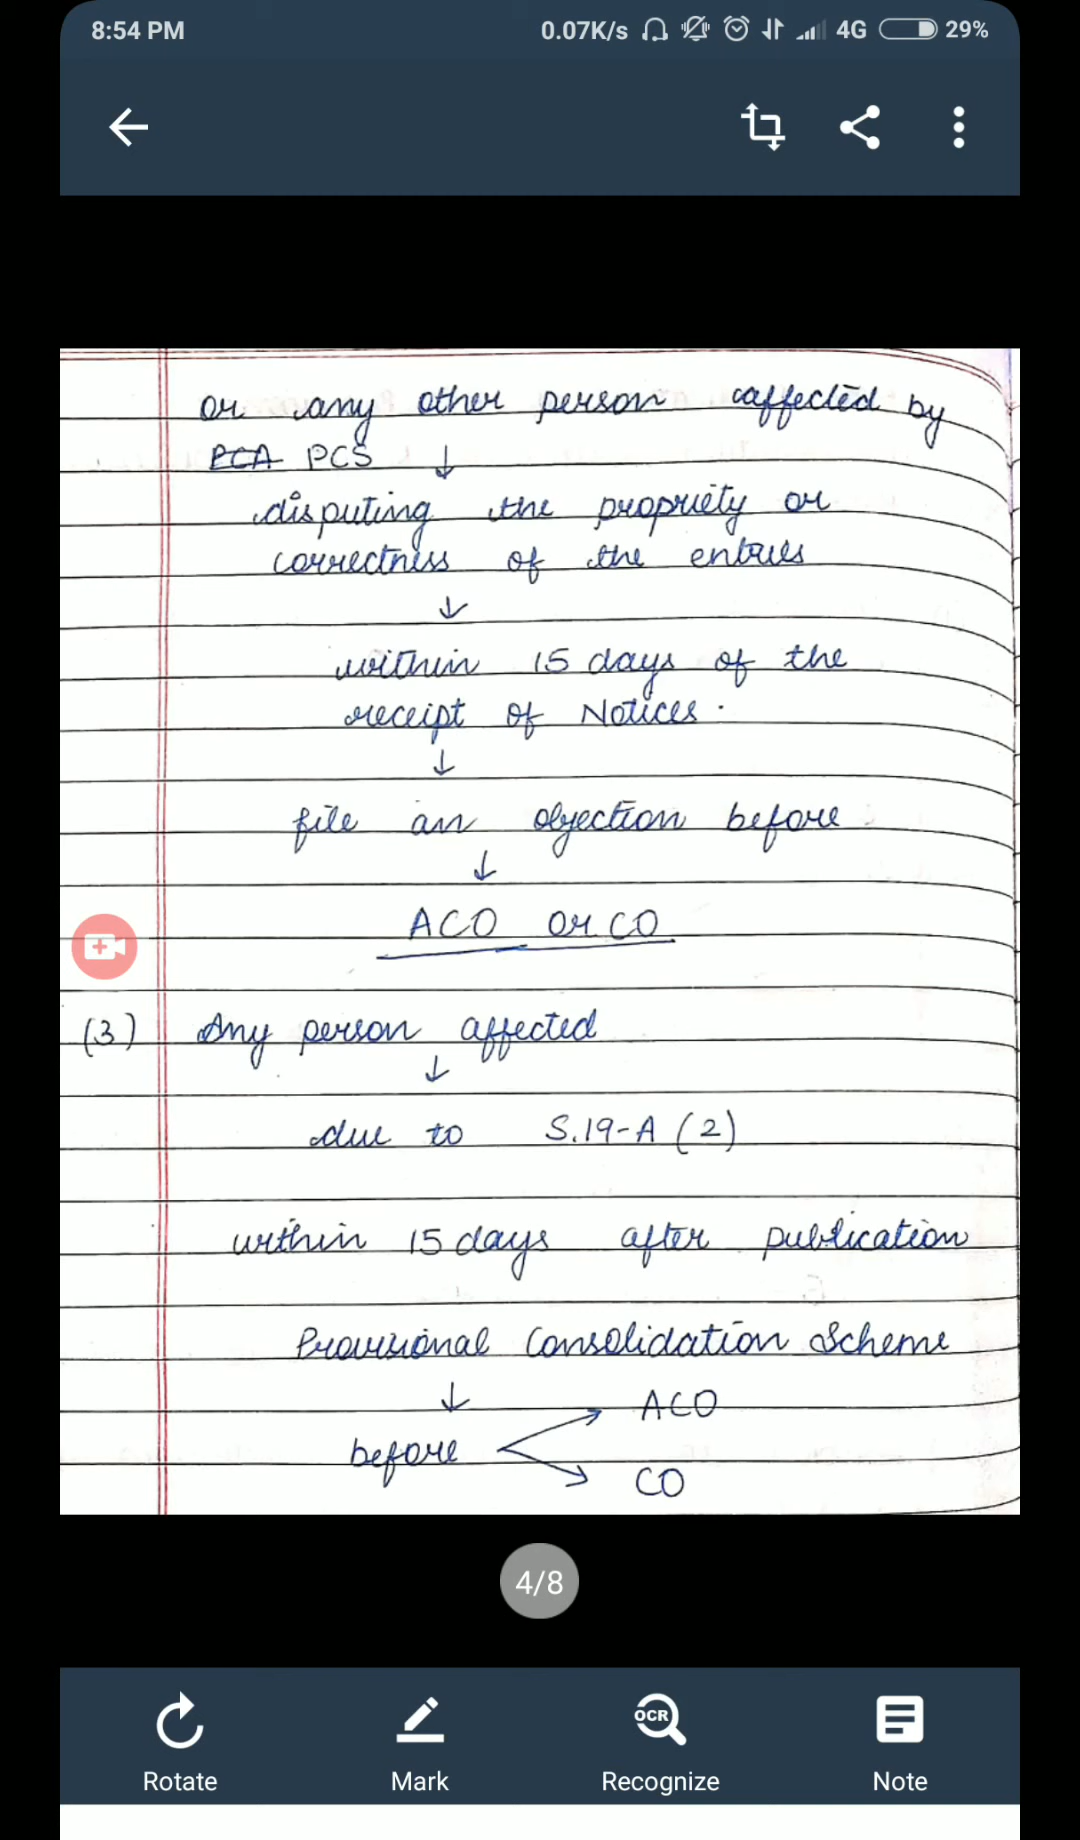 8:54 PM 0.07K/s 4G 29%
or any other person affected by
PCA PCS ↓
disputing the propriety or
correctness of the entries
↓
within 15 days of the
receipt of Notices.
↓
file an objection before
↓
ACO or CO
(3) Any person affected
↓
due to S.19-A (2)
within 15 days after publication
Provisional Consolidation Scheme
↓ ACO
before
CO
4/8
OCR
Rotate Mark Recognize Note